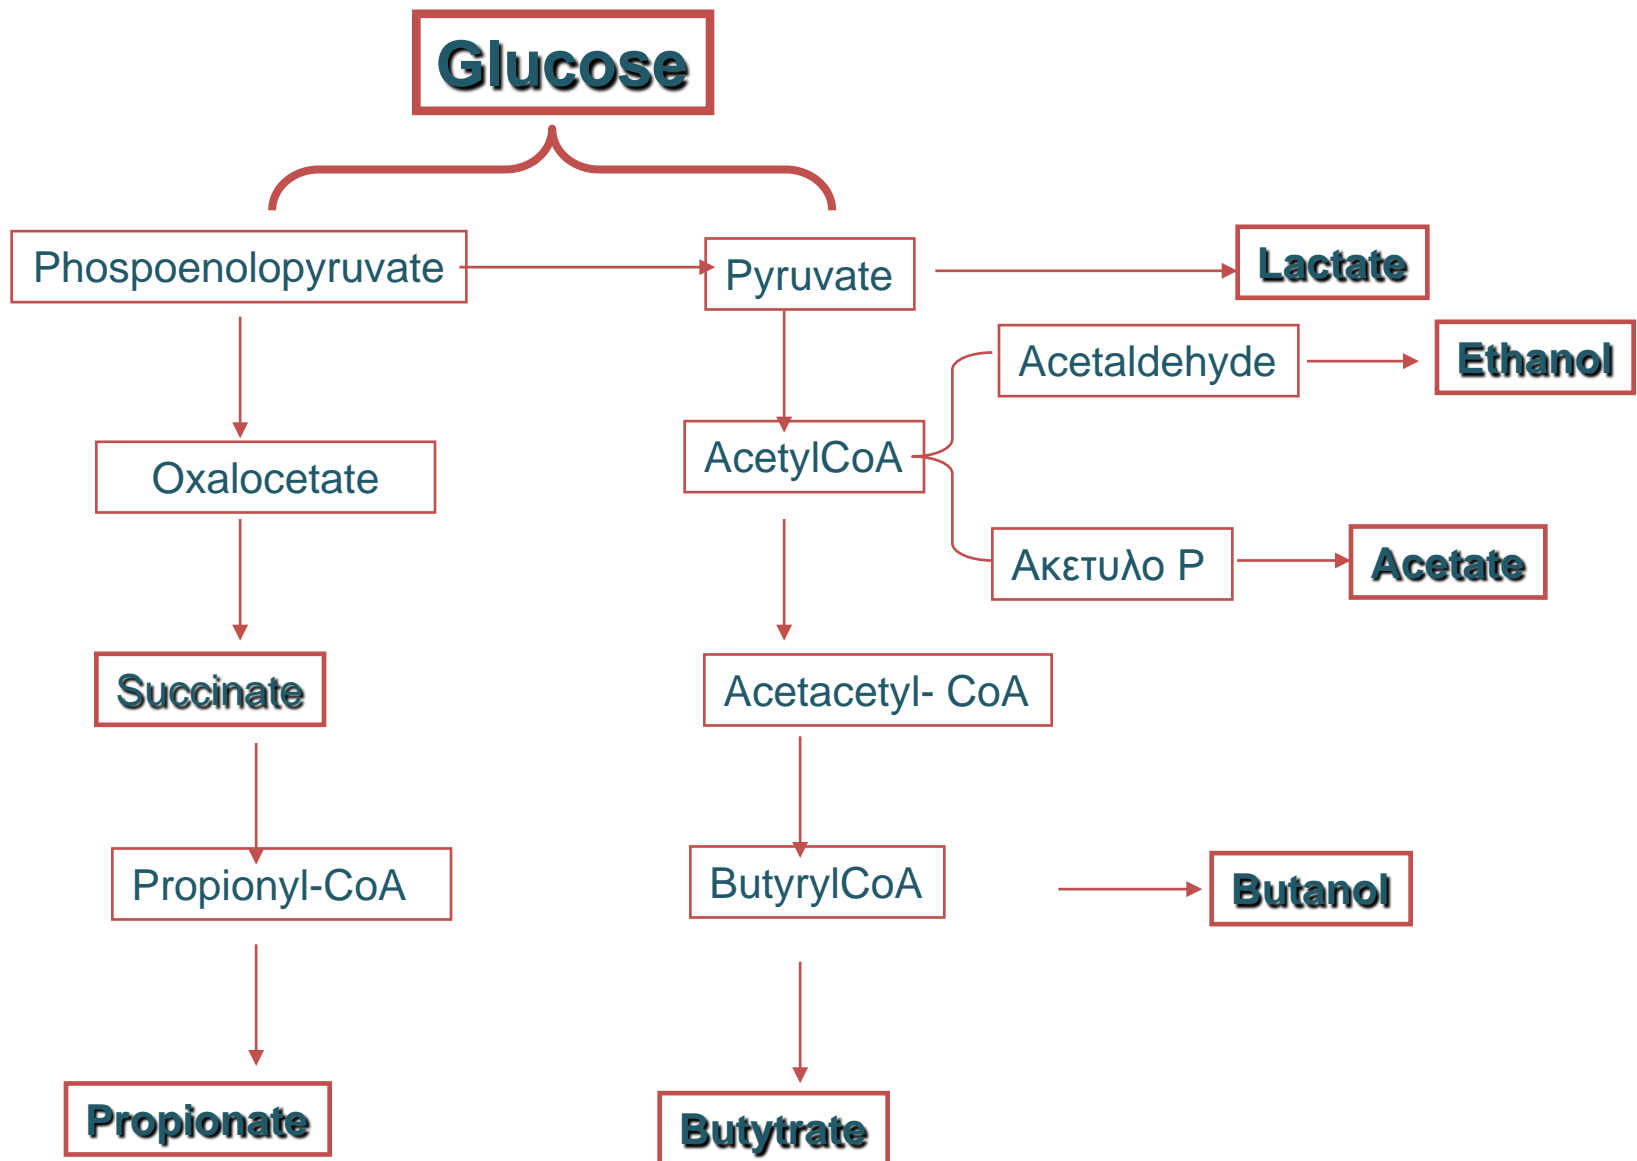 Glucose
Phospoenolopyruvate
Pyruvate
Lactate
Acetaldehyde
Ethanol
Oxalocetate
AcetylCoA
Ακετυλο P
Acetate
Succinate
Acetacetyl- CoA
Propionyl-CoA
ButyrylCoA
Butanol
Propionate
Butytrate